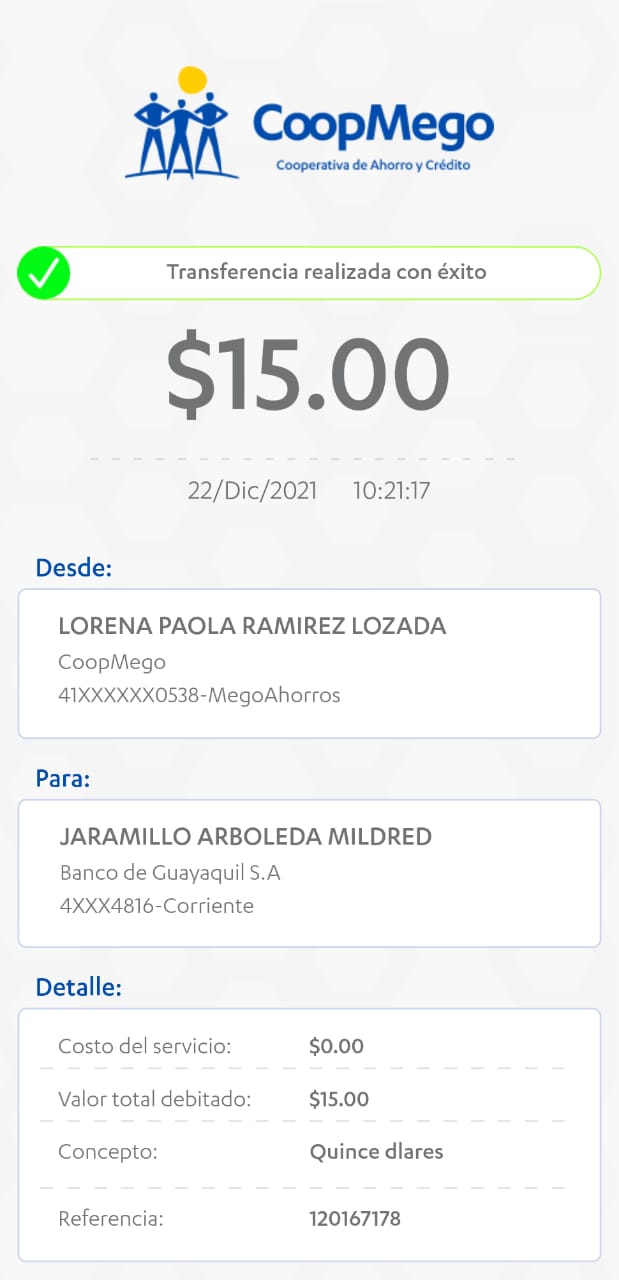 CoopMego
Cooperativa de Ahorro y Crédito
Transferencia realizada con éxito
$15.00
22/Dic/2021 10:21:17
Desde:
LORENA PAOLA RAMIREZ LOZADA
CoopMego
41XXXXXX0538-MegoAhorros
Para:
JARAMILLO ARBOLEDA MILDRED
Banco de Guayaquil S.A
4XXX4816-Corriente
Detalle:
Costo del servicio: $0.00
Valor total debitado: $15.00
Concepto: Quince dlares
Referencia: 120167178